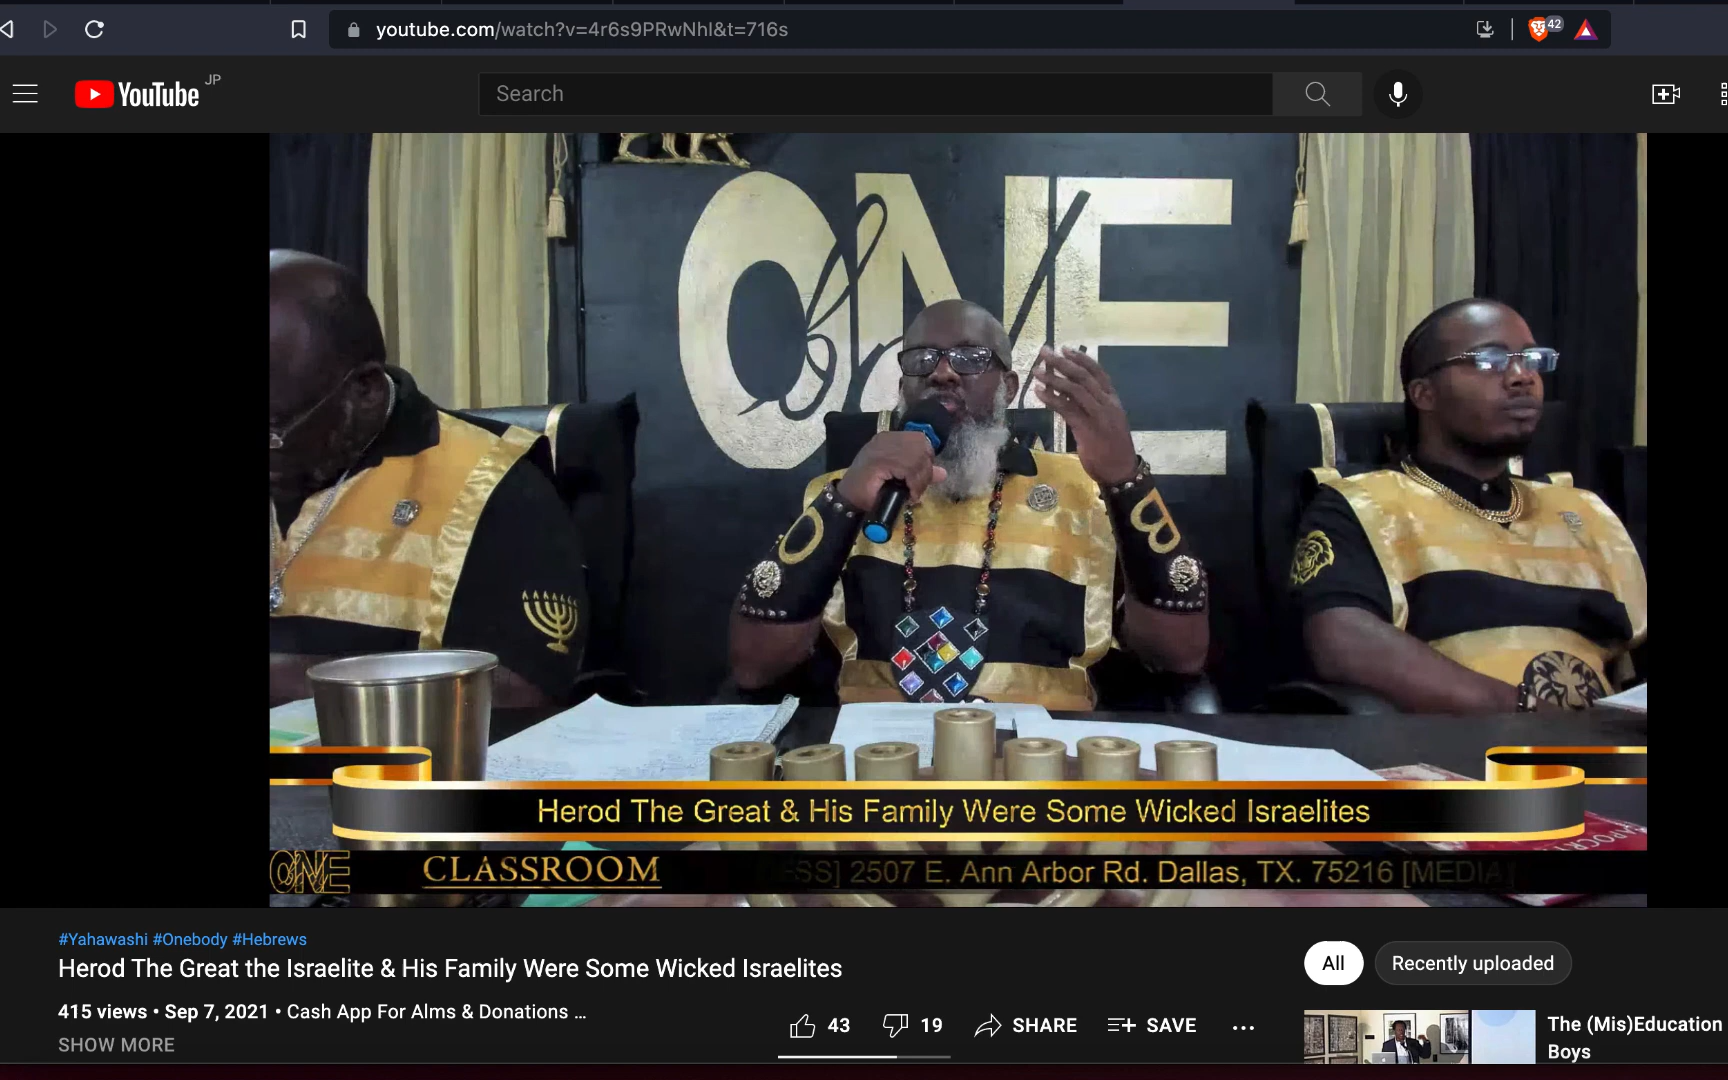 youtube.com/watch?v=4r6s9PRwNhI&t=716s
42
YouTube JP
Search
ONE
O
B
Herod The Great & His Family Were Some Wicked Israelites
ONE
CLASSROOM
SS] 2507 E. Ann Arbor Rd. Dallas, TX. 75216 [MEDIA]
#Yahawashi #Onebody #Hebrews
Herod The Great the Israelite & His Family Were Some Wicked Israelites
415 views • Sep 7, 2021 • Cash App For Alms & Donations ...
SHOW MORE
43
19
SHARE
SAVE
All
Recently uploaded
The (Mis)Education
Boys